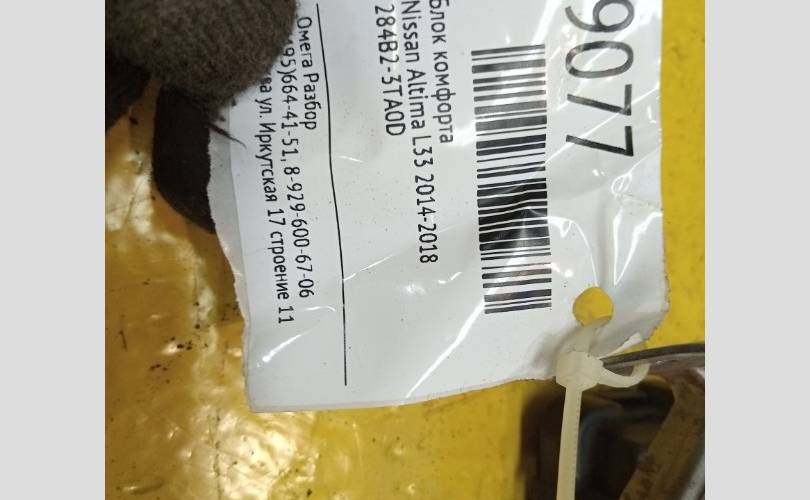 9077
Блок комфорта
Nissan Altima L33 2014-2018
284B2-3TA0D
Омега Разбор
95)664-41-51, 8-929-600-67-06
ул. Иркутская 17 строение 11